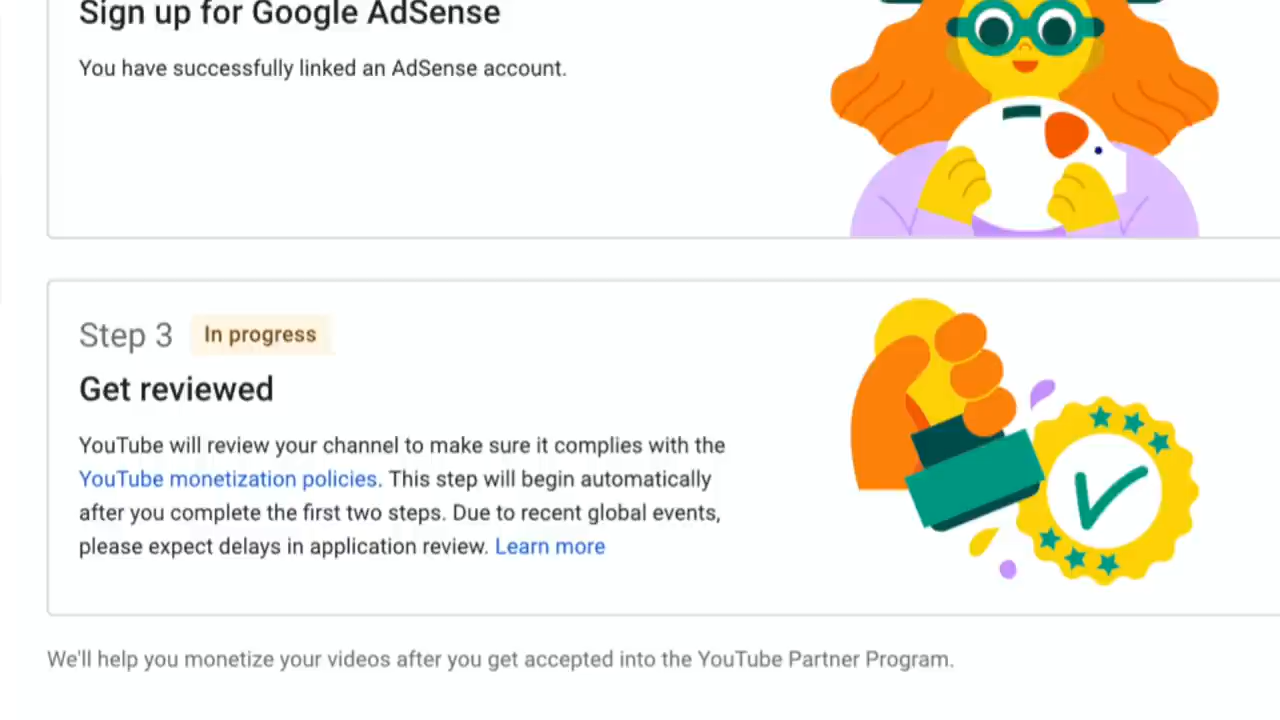 Sign up for Google AdSense
You have successfully linked an AdSense account.
Step 3 In progress
Get reviewed
YouTube will review your channel to make sure it complies with the
YouTube monetization policies. This step will begin automatically
after you complete the first two steps. Due to recent global events,
please expect delays in application review. Learn more
We'll help you monetize your videos after you get accepted into the YouTube Partner Program.